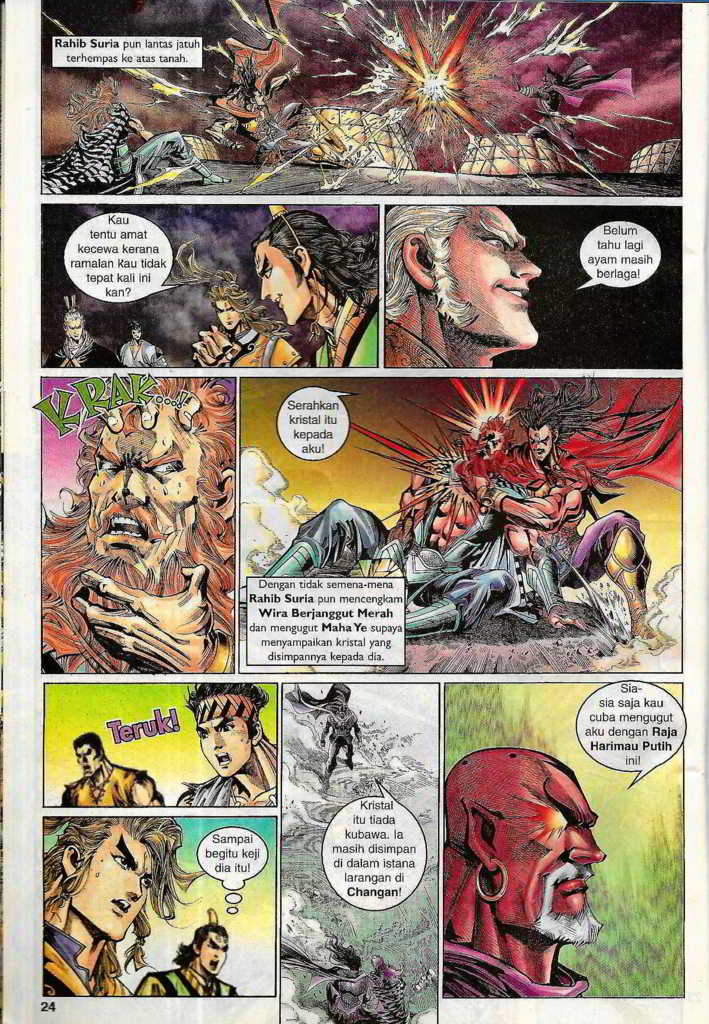 Rahib Suria pun lantas jatuh
terhempas ke atas tanah.
Kau
tentu amat
kecewa kerana
ramalan kau tidak
tepat kali ini
kan?
Belum
tahu lagi
ayam masih
berlaga!
KRAK...!!
Serahkan
kristal itu
kepada
aku!
Dengan tidak semena-mena
Rahib Suria pun mencengkam
Wira Berjanggut Merah
dan mengugut Maha Ye supaya
menyampaikan kristal yang
disimpannya kepada dia.
Teruk!
Sampai
begitu keji
dia itu!
Kristal
itu tiada
kubawa. Ia
masih disimpan
di dalam istana
larangan di
Changan!
Sia-
sia saja kau
cuba mengugut
aku dengan Raja
Harimau Putih
ini!
24